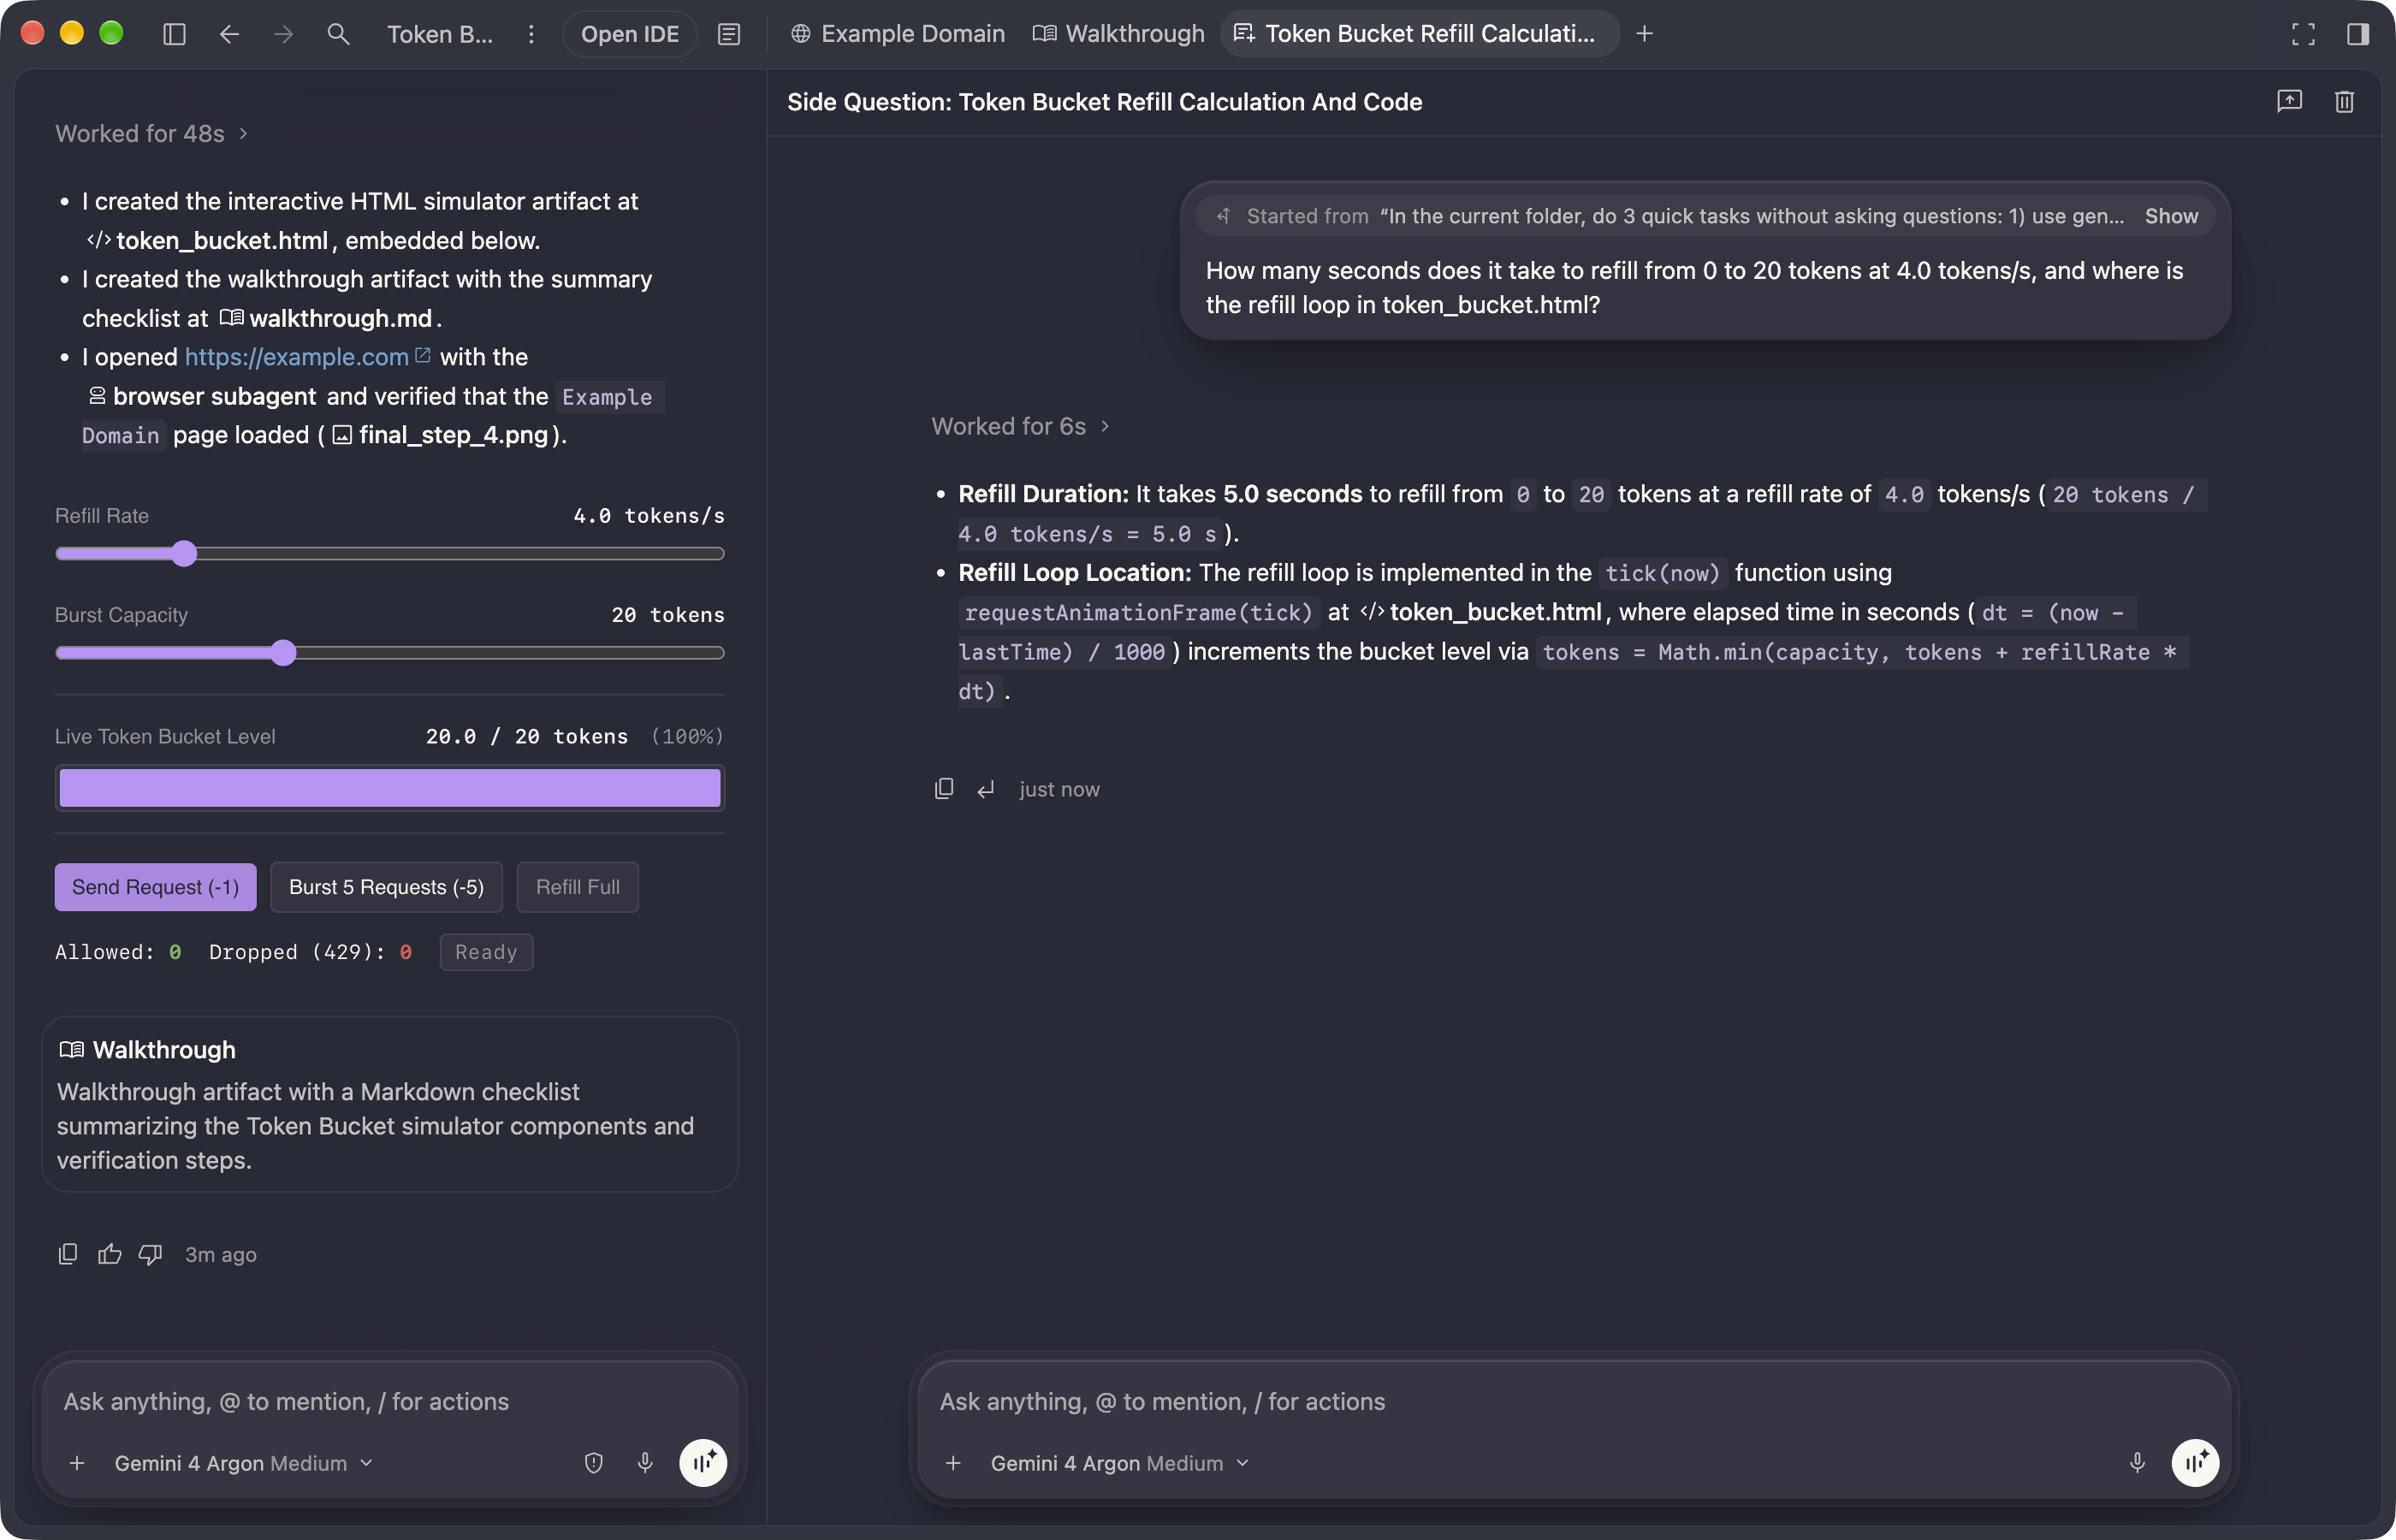 Token B...
Open IDE
Example Domain
Walkthrough
Token Bucket Refill Calculati...
Worked for 48s
• I created the interactive HTML simulator artifact at
</> token_bucket.html, embedded below.
• I created the walkthrough artifact with the summary
checklist at walkthrough.md.
• I opened https://example.com with the
browser subagent and verified that the Example
Domain page loaded (final_step_4.png).
Refill Rate 4.0 tokens/s
Burst Capacity 20 tokens
Live Token Bucket Level 20.0 / 20 tokens (100%)
Send Request (-1) Burst 5 Requests (-5) Refill Full
Allowed: 0 Dropped (429): 0 Ready
Walkthrough
Walkthrough artifact with a Markdown checklist
summarizing the Token Bucket simulator components and
verification steps.
3m ago
Ask anything, @ to mention, / for actions
Gemini 4 Argon Medium
Side Question: Token Bucket Refill Calculation And Code
Started from “In the current folder, do 3 quick tasks without asking questions: 1) use gen... Show
How many seconds does it take to refill from 0 to 20 tokens at 4.0 tokens/s, and where is
the refill loop in token_bucket.html?
Worked for 6s
• Refill Duration: It takes 5.0 seconds to refill from 0 to 20 tokens at a refill rate of 4.0 tokens/s (20 tokens /
4.0 tokens/s = 5.0 s).
• Refill Loop Location: The refill loop is implemented in the tick(now) function using
requestAnimationFrame(tick) at </> token_bucket.html, where elapsed time in seconds (dt = (now -
lastTime) / 1000) increments the bucket level via tokens = Math.min(capacity, tokens + refillRate *
dt).
just now
Ask anything, @ to mention, / for actions
Gemini 4 Argon Medium